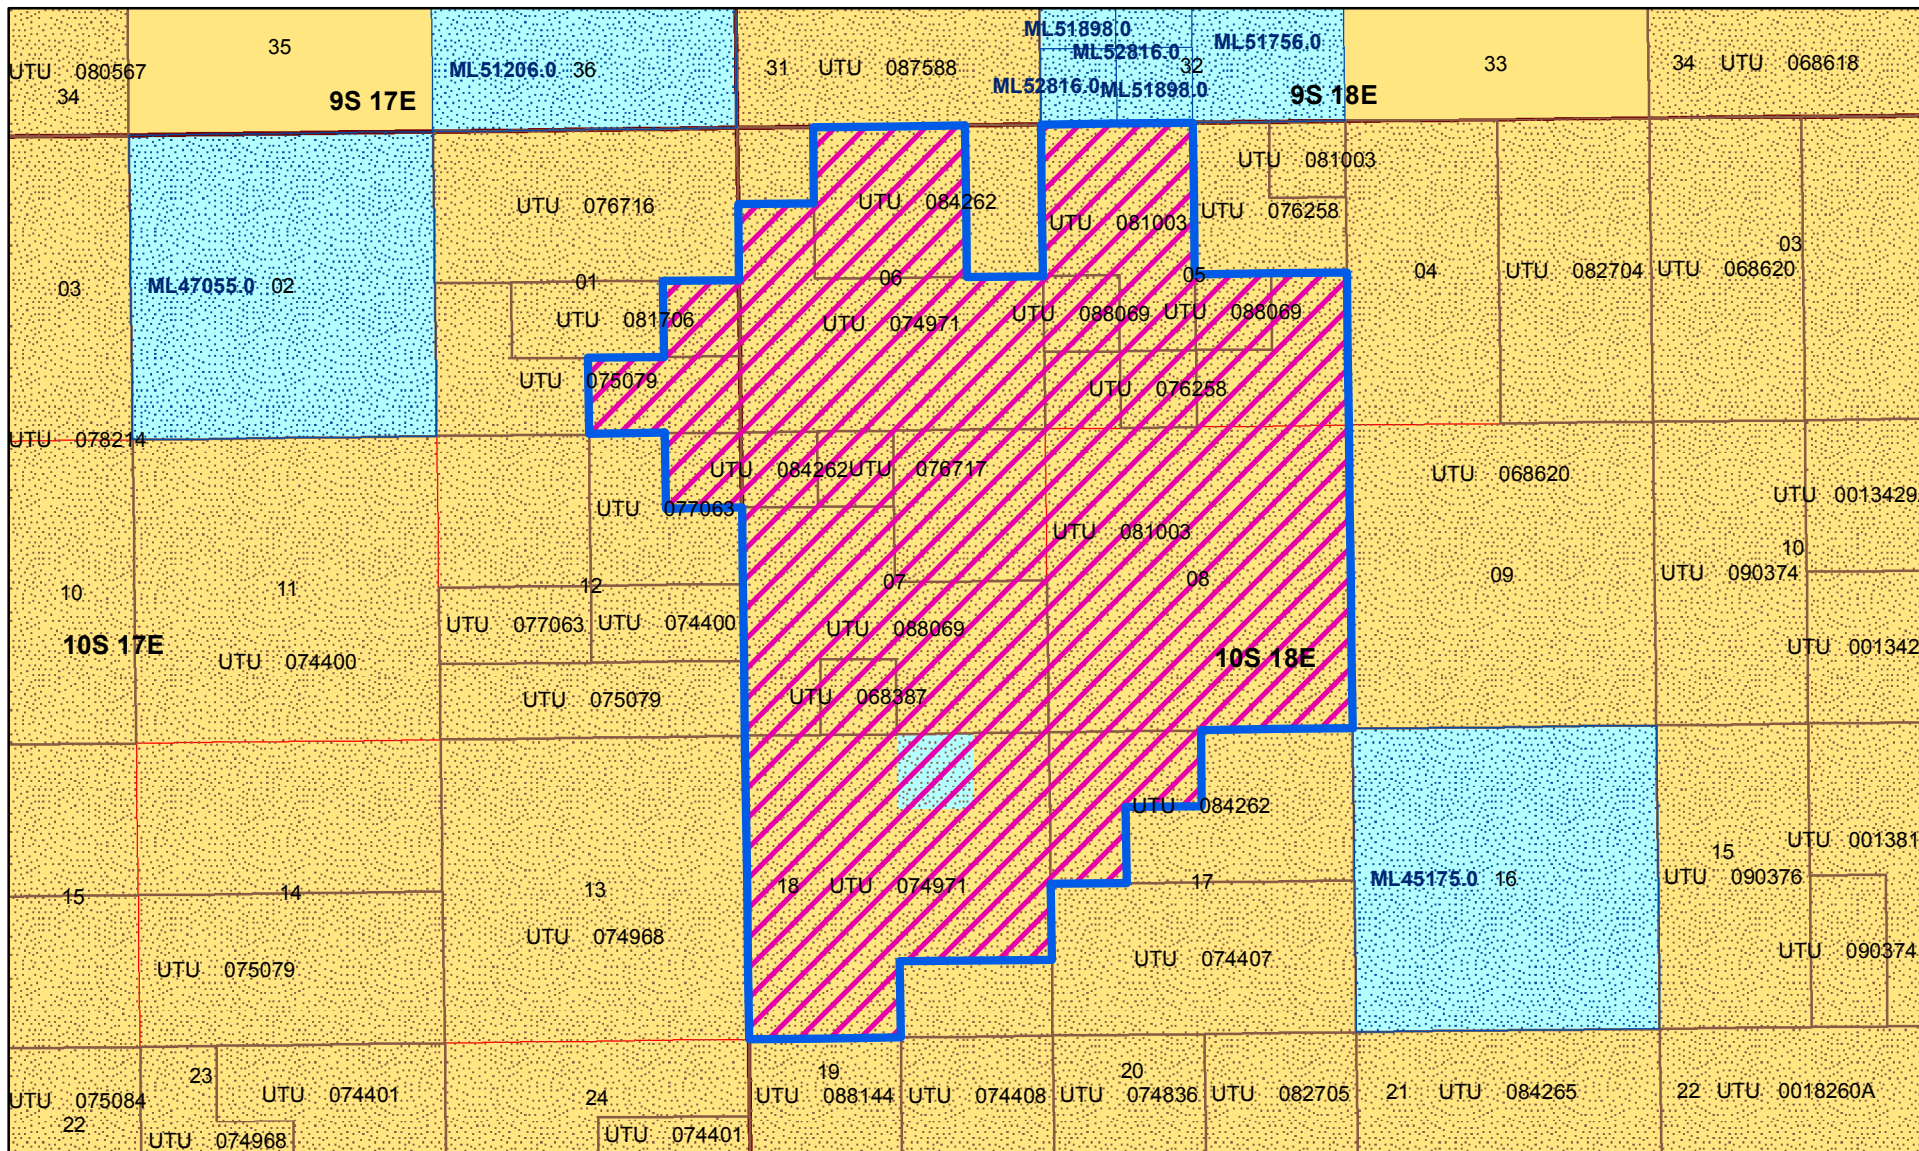 35
ML51898.0
ML52816.0
ML51756.0
UTU 080567
34
ML51206.0 36
31 UTU 087588
32
33
34 UTU 068618
9S 17E
ML52816.0
ML51898.0
9S 18E
UTU 081003
UTU 076716
UTU 084262
UTU 081003
UTU 076258
03
ML47055.0 02
01
06
05
04
UTU 082704
UTU 068620
03
UTU 081706
UTU 074971
UTU 088069
UTU 088069
UTU 075079
UTU 076258
UTU 078214
UTU 084262
UTU 076717
UTU 068620
UTU 0013429
UTU 077063
UTU 081003
10
11
12
07
08
09
10
UTU 090374
UTU 077063
UTU 074400
UTU 088069
10S 17E
UTU 074400
10S 18E
UTU 001342
UTU 075079
UTU 068387
UTU 084262
UTU 001381
15
14
13
18 UTU 074971
17
ML45175.0 16
15
UTU 090376
UTU 074968
UTU 075079
UTU 074407
UTU 090374
23
19
20
UTU 075084
22
UTU 074401
24
UTU 088144
UTU 074408
UTU 074836
UTU 082705
21 UTU 084265
22 UTU 0018260A
UTU 074968
UTU 074401